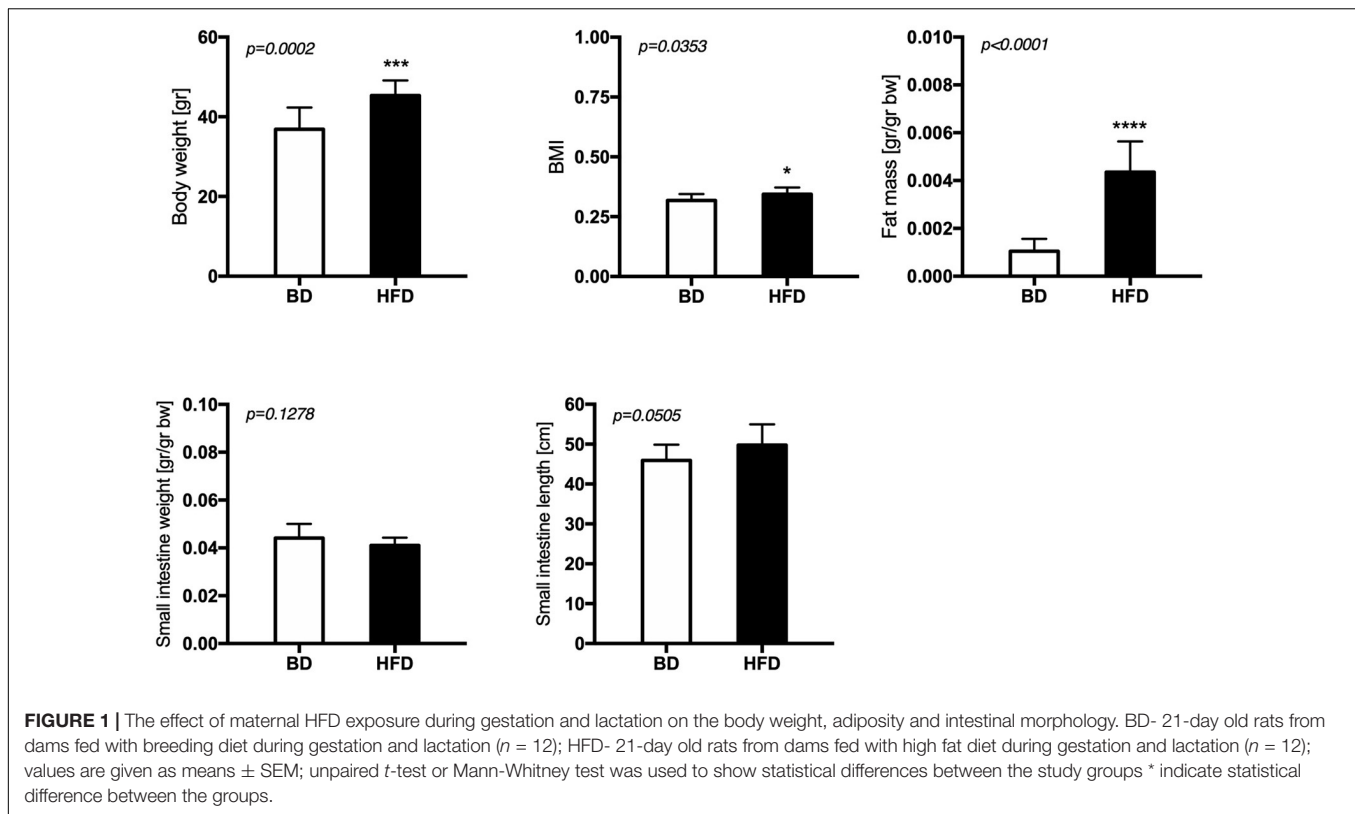 p=0.0002
***
Body weight [gr]
60
40
20
0
BD
HFD
p=0.0353
*
BMI
1.00
0.75
0.50
0.25
0.00
BD
HFD
p<0.0001
****
Fat mass [gr/gr bw]
0.010
0.008
0.006
0.004
0.002
0.000
BD
HFD
p=0.1278
Small intestine weight [gr/gr bw]
0.10
0.08
0.06
0.04
0.02
0.00
BD
HFD
p=0.0505
Small intestine length [cm]
60
50
40
30
20
10
0
BD
HFD
FIGURE 1 | The effect of maternal HFD exposure during gestation and lactation on the body weight, adiposity and intestinal morphology. BD- 21-day old rats from
dams fed with breeding diet during gestation and lactation (n = 12); HFD- 21-day old rats from dams fed with high fat diet during gestation and lactation (n = 12);
values are given as means ± SEM; unpaired t-test or Mann-Whitney test was used to show statistical differences between the study groups * indicate statistical
difference between the groups.